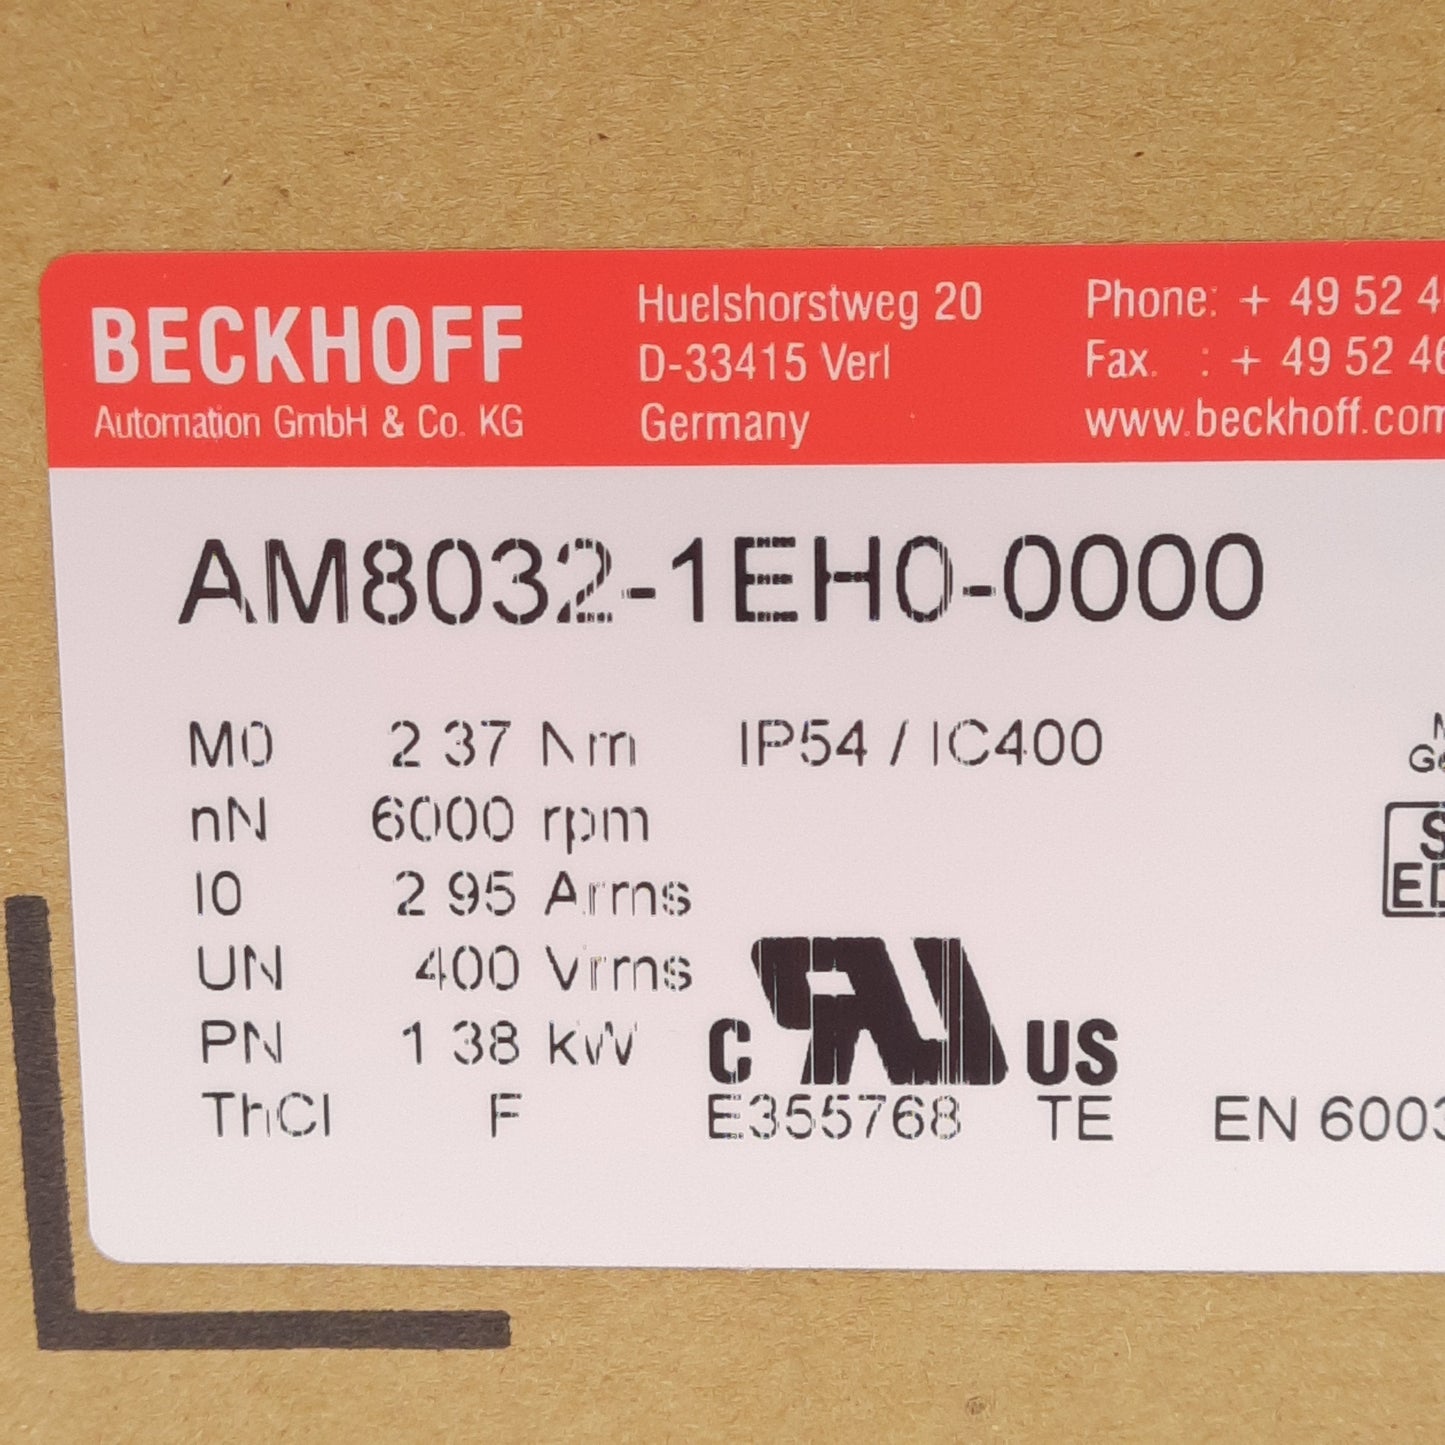 BECKHOFF
Automation GmbH & Co. KG
Huelshorstweg 20
D-33415 Verl
Germany
Phone: + 49 52 4
Fax. : + 49 52 46
www.beckhoff.com
AM8032-1EH0-0000
M0 2 37 Nm IP54 / IC400
nN 6000 rpm
I0 2 95 Arms
UN 400 Vrms
PN 1 38 kW
ThCl F
C US
E355768 TE EN 6003